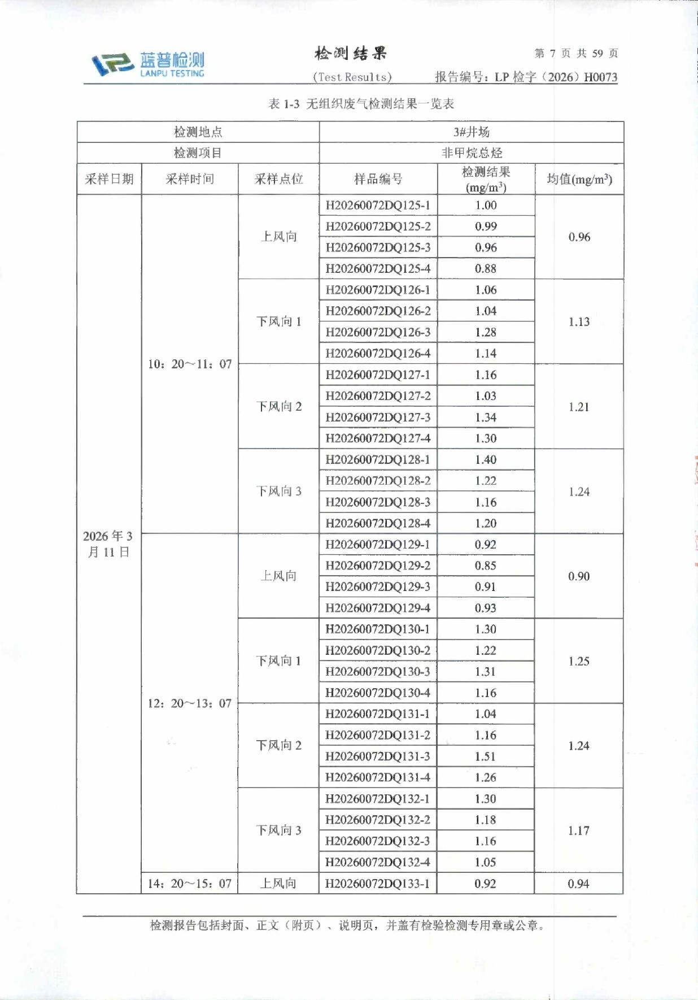 蓝普检测
LANPU TESTING
检测结果
(Test Results)
第 7 页 共 59 页
报告编号：LP 检字（2026）H0073
表 1-3 无组织废气检测结果一览表
检测地点 3#井场
检测项目 非甲烷总烃
采样日期 采样时间 采样点位 样品编号 检测结果(mg/m³) 均值(mg/m³)
2026 年 3 月 11 日
10：20～11：07
上风向
H20260072DQ125-1 1.00
H20260072DQ125-2 0.99
H20260072DQ125-3 0.96
H20260072DQ125-4 0.88
0.96
下风向 1
H20260072DQ126-1 1.06
H20260072DQ126-2 1.04
H20260072DQ126-3 1.28
H20260072DQ126-4 1.14
1.13
下风向 2
H20260072DQ127-1 1.16
H20260072DQ127-2 1.03
H20260072DQ127-3 1.34
H20260072DQ127-4 1.30
1.21
下风向 3
H20260072DQ128-1 1.40
H20260072DQ128-2 1.22
H20260072DQ128-3 1.16
H20260072DQ128-4 1.20
1.24
12：20～13：07
上风向
H20260072DQ129-1 0.92
H20260072DQ129-2 0.85
H20260072DQ129-3 0.91
H20260072DQ129-4 0.93
0.90
下风向 1
H20260072DQ130-1 1.30
H20260072DQ130-2 1.22
H20260072DQ130-3 1.31
H20260072DQ130-4 1.16
1.25
下风向 2
H20260072DQ131-1 1.04
H20260072DQ131-2 1.16
H20260072DQ131-3 1.51
H20260072DQ131-4 1.26
1.24
下风向 3
H20260072DQ132-1 1.30
H20260072DQ132-2 1.18
H20260072DQ132-3 1.16
H20260072DQ132-4 1.05
1.17
14：20～15：07 上风向 H20260072DQ133-1 0.92 0.94
检测报告包括封面、正文（附页）、说明页，并盖有检验检测专用章或公章。